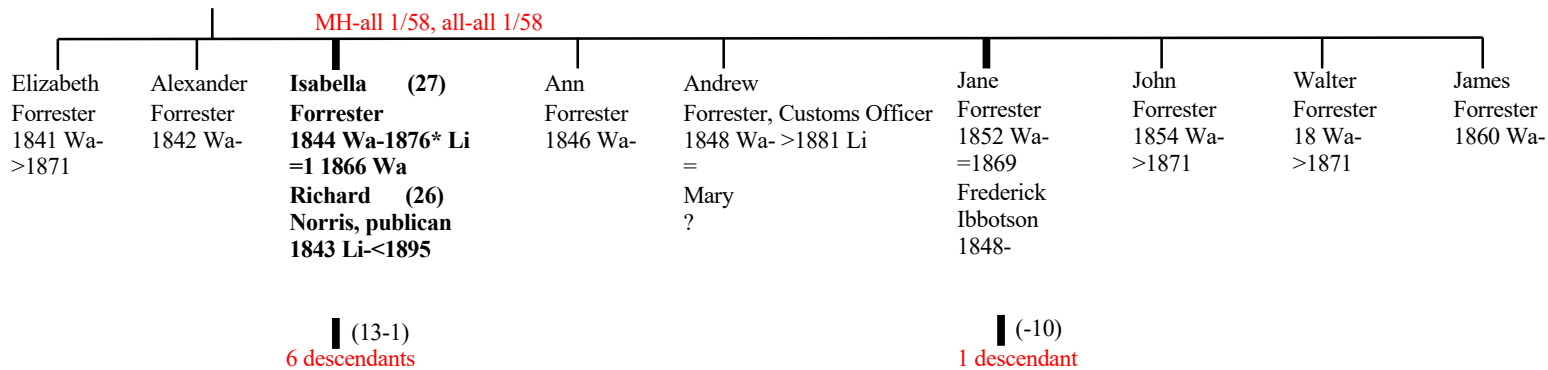 MH-all 1/58, all-all 1/58
Elizabeth
Forrester
1841 Wa-
>1871
Alexander
Forrester
1842 Wa-
Isabella (27)
Forrester
1844 Wa-1876* Li
=1 1866 Wa
Richard (26)
Norris, publican
1843 Li-<1895
Ann
Forrester
1846 Wa-
Andrew
Forrester, Customs Officer
1848 Wa- >1881 Li
=
Mary
?
Jane
Forrester
1852 Wa-
=1869
Frederick
Ibbotson
1848-
John
Forrester
1854 Wa-
>1871
Walter
Forrester
18 Wa-
>1871
James
Forrester
1860 Wa-
(13-1)
6 descendants
(-10)
1 descendant